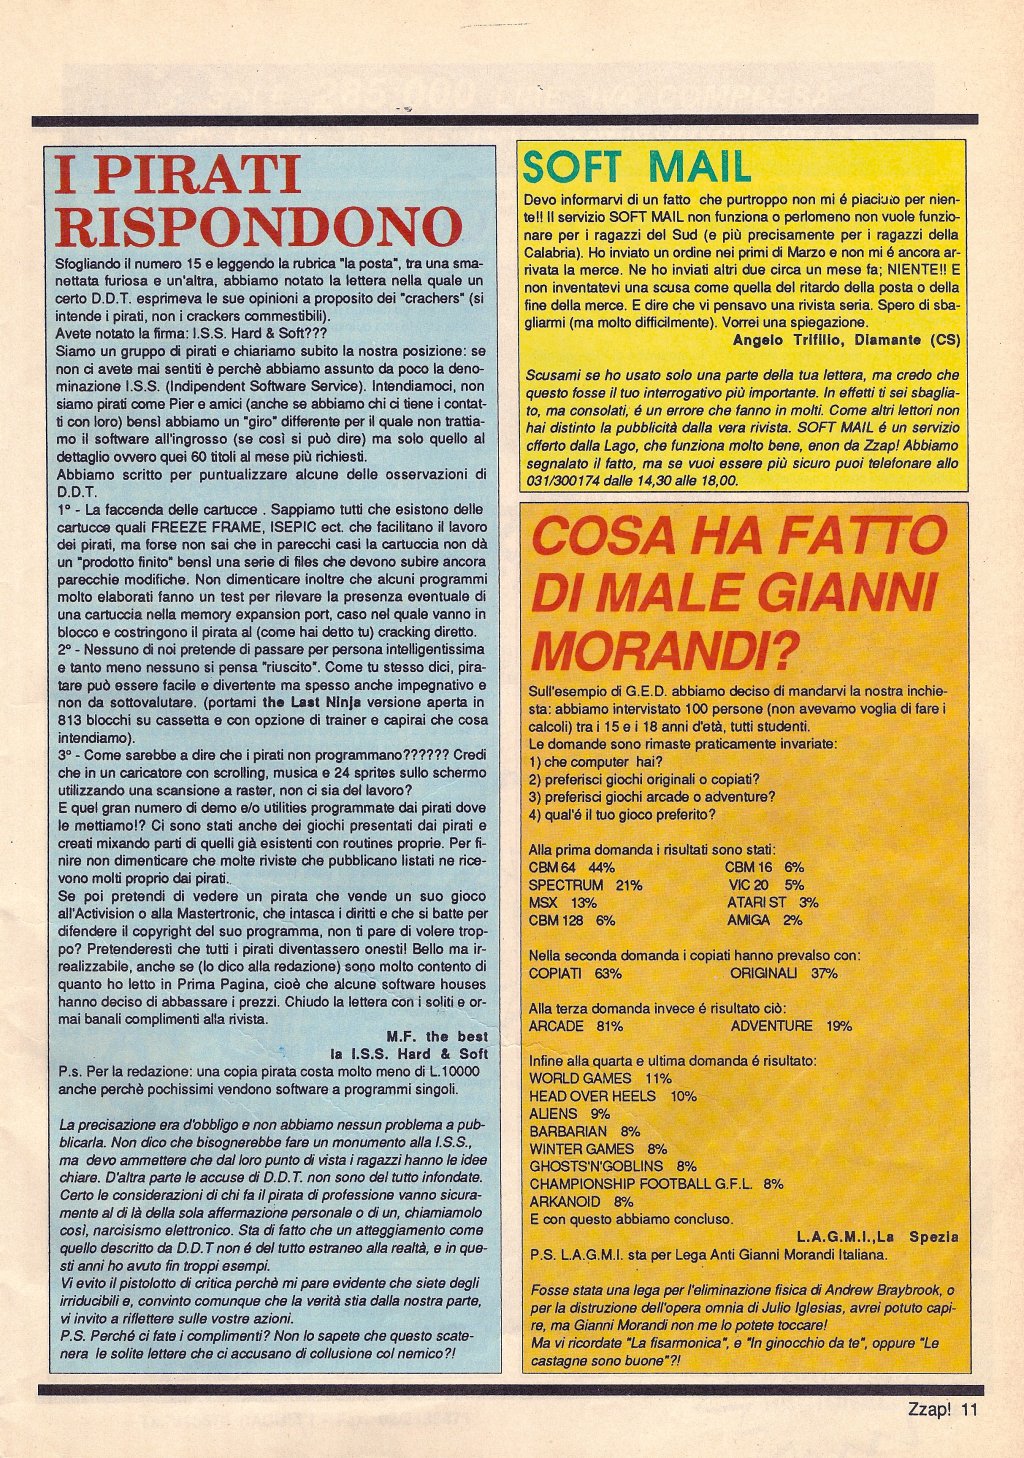 I PIRATI
RISPONDONO
Sfogliando il numero 15 e leggendo la rubrica "la posta", tra una sma-
nettata furiosa e un'altra, abbiamo notato la lettera nella quale un
certo D.D.T. esprimeva le sue opinioni a proposito dei "crachers" (si
intende i pirati, non i crackers commestibili).
Avete notato la firma: I.S.S. Hard & Soft???
Siamo un gruppo di pirati e chiariamo subito la nostra posizione: se
non ci avete mai sentiti è perchè abbiamo assunto da poco la deno-
minazione I.S.S. (Indipendent Software Service). Intendiamoci, non
siamo pirati come Pier e amici (anche se abbiamo chi ci tiene i contat-
ti con loro) bensì abbiamo un "giro" differente per il quale non trattia-
mo il software all'ingrosso (se così si può dire) ma solo quello al
dettaglio ovvero quei 60 titoli al mese più richiesti.
Abbiamo scritto per puntualizzare alcune delle osservazioni di
D.D.T.
1° - La faccenda delle cartucce . Sappiamo tutti che esistono delle
cartucce quali FREEZE FRAME, ISEPIC ect. che facilitano il lavoro
dei pirati, ma forse non sai che in parecchi casi la cartuccia non dà
un "prodotto finito" bensì una serie di files che devono subire ancora
parecchie modifiche. Non dimenticare inoltre che alcuni programmi
molto elaborati fanno un test per rilevare la presenza eventuale di
una cartuccia nella memory expansion port, caso nel quale vanno in
blocco e costringono il pirata al (come hai detto tu) cracking diretto.
2° - Nessuno di noi pretende di passare per persona intelligentissima
e tanto meno nessuno si pensa "riuscito". Come tu stesso dici, pira-
tare può essere facile e divertente ma spesso anche impegnativo e
non da sottovalutare. (portami the Last Ninja versione aperta in
813 blocchi su cassetta e con opzione di trainer e capirai che cosa
intendiamo).
3° - Come sarebbe a dire che i pirati non programmano?????? Credi
che in un caricatore con scrolling, musica e 24 sprites sullo schermo
utilizzando una scansione a raster, non ci sia del lavoro?
E quel gran numero di demo e/o utilities programmate dai pirati dove
le mettiamo!? Ci sono stati anche dei giochi presentati dai pirati e
creati mixando parti di quelli già esistenti con routines proprie. Per fi-
nire non dimenticare che molte riviste che pubblicano listati ne rice-
vono molti proprio dai pirati.
Se poi pretendi di vedere un pirata che vende un suo gioco
all'Activision o alla Mastertronic, che intasca i diritti e che si batte per
difendere il copyright del suo programma, non ti pare di volere trop-
po? Pretenderesti che tutti i pirati diventassero onesti! Bello ma ir-
realizzabile, anche se (lo dico alla redazione) sono molto contento di
quanto ho letto in Prima Pagina, cioè che alcune software houses
hanno deciso di abbassare i prezzi. Chiudo la lettera con i soliti e or-
mai banali complimenti alla rivista.
M.F. the best
la I.S.S. Hard & Soft
P.s. Per la redazione: una copia pirata costa molto meno di L.10000
anche perchè pochissimi vendono software a programmi singoli.
La precisazione era d'obbligo e non abbiamo nessun problema a pub-
blicarla. Non dico che bisognerebbe fare un monumento alla I.S.S.,
ma devo ammettere che dal loro punto di vista i ragazzi hanno le idee
chiare. D'altra parte le accuse di D.D.T. non sono del tutto infondate.
Certo le considerazioni di chi fa il pirata di professione vanno sicura-
mente al di là della sola affermazione personale o di un, chiamiamolo
così, narcisismo elettronico. Sta di fatto che un atteggiamento come
quello descritto da D.D.T non é del tutto estraneo alla realtà, e in que-
sti anni ho avuto fin troppi esempi.
Vi evito il pistolotto di critica perchè mi pare evidente che siete degli
irriducibili e, convinto comunque che la verità stia dalla nostra parte,
vi invito a riflettere sulle vostre azioni.
P.S. Perché ci fate i complimenti? Non lo sapete che questo scate-
nera le solite lettere che ci accusano di collusione col nemico?!
SOFT MAIL
Devo informarvi di un fatto che purtroppo non mi é piaciuto per nien-
te!! Il servizio SOFT MAIL non funziona o perlomeno non vuole funzio-
nare per i ragazzi del Sud (e più precisamente per i ragazzi della
Calabria). Ho inviato un ordine nei primi di Marzo e non mi é ancora ar-
rivata la merce. Ne ho inviati altri due circa un mese fa; NIENTE!! E
non inventatevi una scusa come quella del ritardo della posta o della
fine della merce. E dire che vi pensavo una rivista seria. Spero di sba-
gliarmi (ma molto difficilmente). Vorrei una spiegazione.
Angelo Trifilio, Diamante (CS)
Scusami se ho usato solo una parte della tua lettera, ma credo che
questo fosse il tuo interrogativo più importante. In effetti ti sei sbaglia-
to, ma consolati, é un errore che fanno in molti. Come altri lettori non
hai distinto la pubblicità dalla vera rivista. SOFT MAIL é un servizio
offerto dalla Lago, che funziona molto bene, enon da Zzap! Abbiamo
segnalato il fatto, ma se vuoi essere più sicuro puoi telefonare allo
031/300174 dalle 14,30 alle 18,00.
COSA HA FATTO
DI MALE GIANNI
MORANDI?
Sull'esempio di G.E.D. abbiamo deciso di mandarvi la nostra inchie-
sta: abbiamo intervistato 100 persone (non avevamo voglia di fare i
calcoli) tra i 15 e i 18 anni d'età, tutti studenti.
Le domande sono rimaste praticamente invariate:
1) che computer hai?
2) preferisci giochi originali o copiati?
3) preferisci giochi arcade o adventure?
4) qual'é il tuo gioco preferito?
Alla prima domanda i risultati sono stati:
CBM 64 44% CBM 16 6%
SPECTRUM 21% VIC 20 5%
MSX 13% ATARI ST 3%
CBM 128 6% AMIGA 2%
Nella seconda domanda i copiati hanno prevalso con:
COPIATI 63% ORIGINALI 37%
Alla terza domanda invece é risultato ciò:
ARCADE 81% ADVENTURE 19%
Infine alla quarta e ultima domanda é risultato:
WORLD GAMES 11%
HEAD OVER HEELS 10%
ALIENS 9%
BARBARIAN 8%
WINTER GAMES 8%
GHOSTS'N'GOBLINS 8%
CHAMPIONSHIP FOOTBALL G.F.L. 8%
ARKANOID 8%
E con questo abbiamo concluso.
L.A.G.M.I.,La Spezia
P.S. L.A.G.M.I. sta per Lega Anti Gianni Morandi Italiana.
Fosse stata una lega per l'eliminazione fisica di Andrew Braybrook, o
per la distruzione dell'opera omnia di Julio Iglesias, avrei potuto capi-
re, ma Gianni Morandi non me lo potete toccare!
Ma vi ricordate "La fisarmonica", e "In ginocchio da te", oppure "Le
castagne sono buone"?!
Zzap! 11